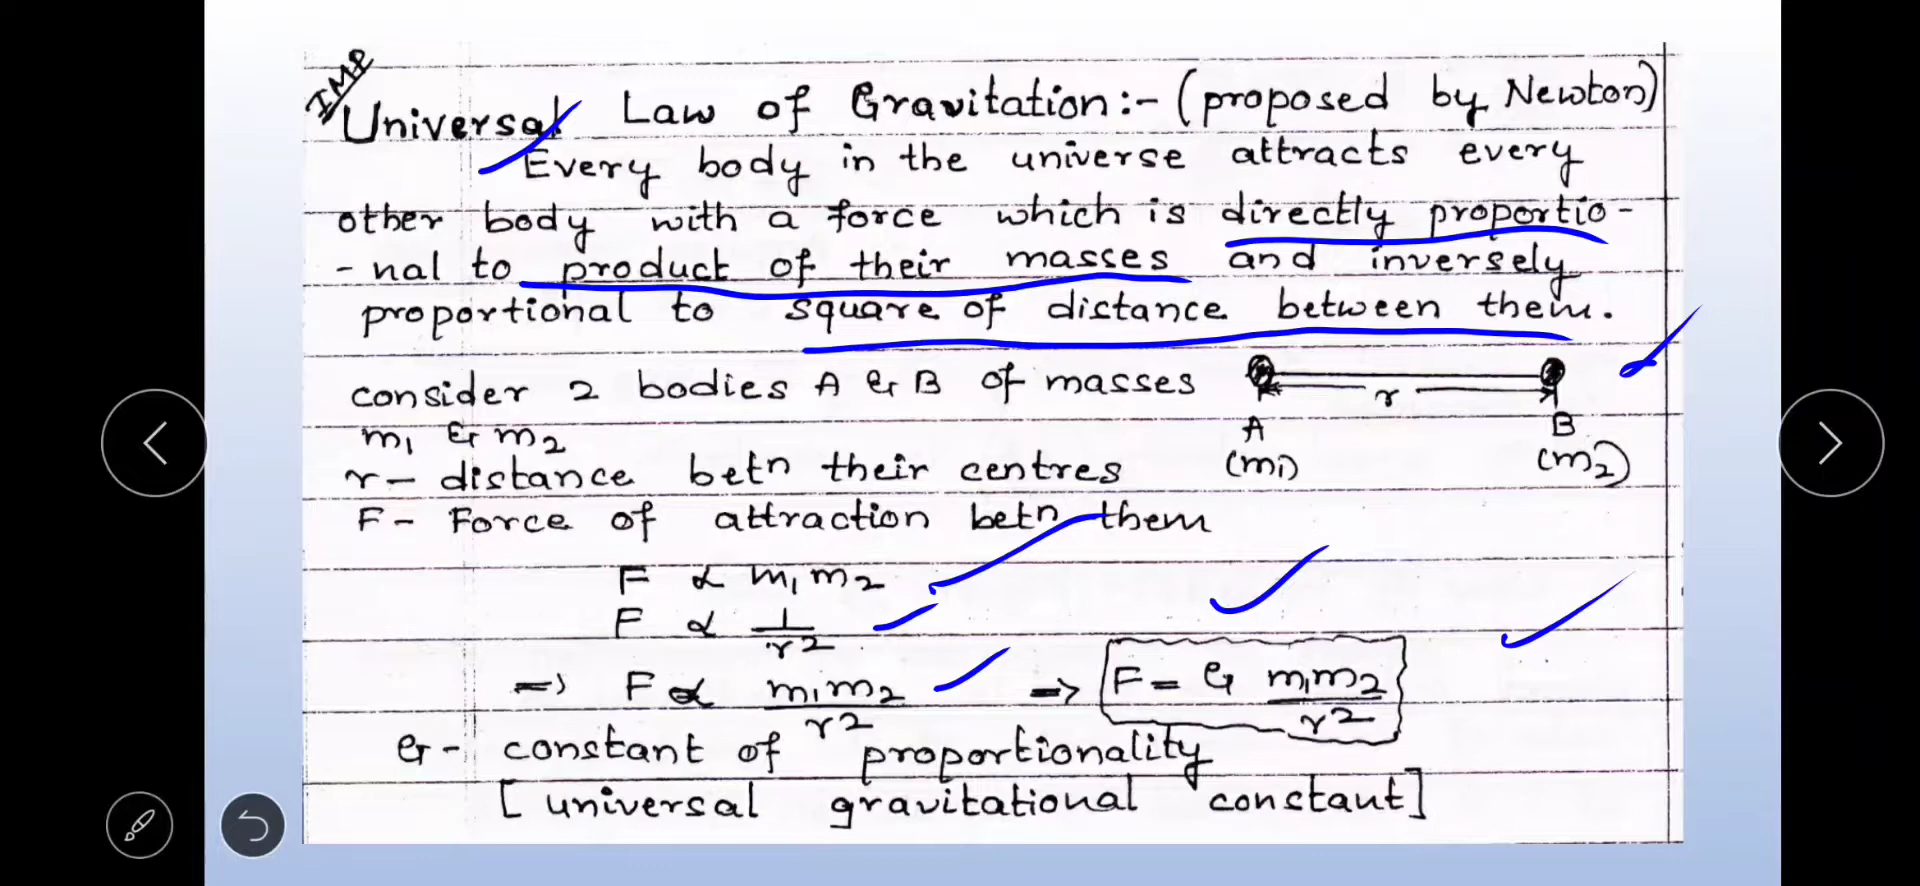 IMP
Universal Law of Gravitation:- (proposed by Newton)
Every body in the universe attracts every
other body with a force which is directly proportio-
-nal to product of their masses and inversely
proportional to square of distance between them.
consider 2 bodies A & B of masses
m1 & m2
r
A B
(m1) (m2)
r- distance betn their centres
F- Force of attraction betn them
F ∝ m1 m2
F ∝ 1/r2
=> F ∝ m1m2/r2 => F = G m1m2/r2
G- constant of proportionality
[universal gravitational constant]